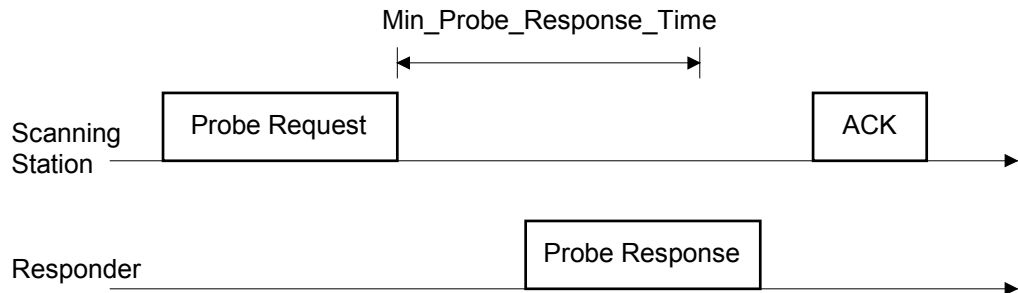 Min_Probe_Response_Time
Probe Request
ACK
Scanning
Station
Probe Response
Responder